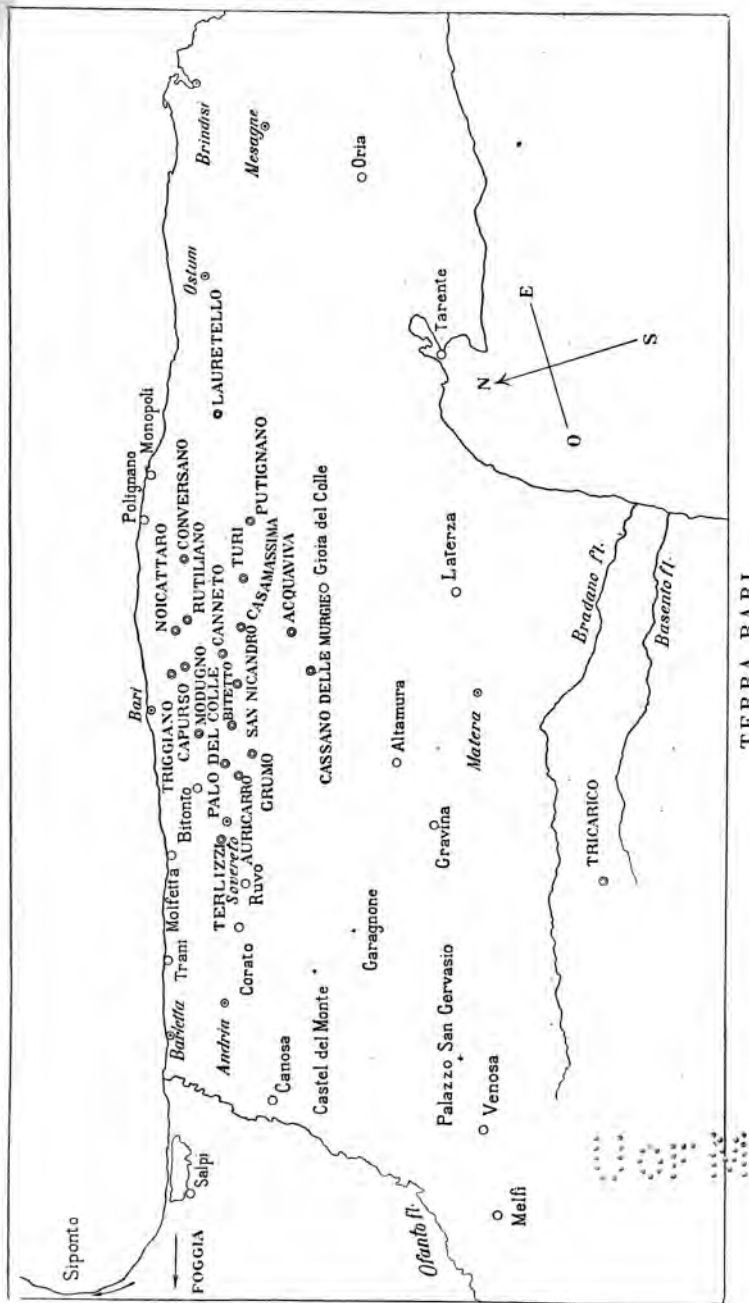 Siponto
FOGGIA
Salpi
Ofanto fl.
Barletta
Trani
Molfetta
Bitonto
Bari
TRIGGIANO
CAPURSO
MODUGNO
NOICATTARO
RUTILIANO
CONVERSANO
Polignano
Monopoli
Ostuni
Brindisi
Mesagne
LAURETELLO
Andria
Corato
TERLIZZI
Sovereto
AURICARRO
Ruvo
PALO DEL COLLE
BITETTO
CANNETO
GRUMO
SAN NICANDRO
CASAMASSIMA
TURI
PUTIGNANO
ACQUAVIVA
CASSANO DELLE MURGIE
Gioia del Colle
Canosa
Castel del Monte
Garagnone
Altamura
Gravina
Matera
Laterza
Tarente
Oria
Palazzo San Gervasio
Venosa
Melfi
TRICARICO
Bradano fl.
Basento fl.
N
E
S
O
TERRA BARI